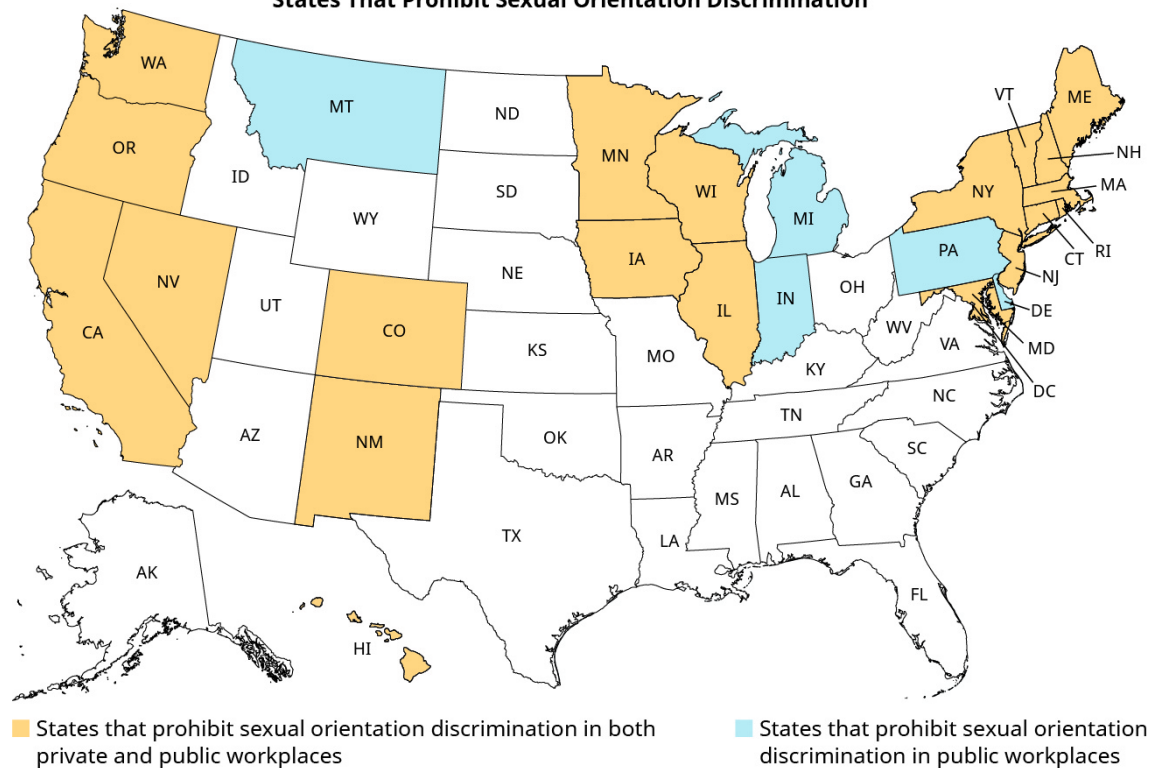 States That Prohibit Sexual Orientation Discrimination
WA
MT
ND
MN
VT
ME
OR
ID
SD
WI
NY
NH
MA
WY
MI
RI
CT
NV
NE
IA
PA
NJ
UT
CO
IL
IN
OH
DE
CA
KS
MO
WV
VA
MD
KY
DC
AZ
NM
OK
AR
TN
NC
SC
MS
AL
GA
TX
LA
AK
FL
HI
States that prohibit sexual orientation discrimination in both
private and public workplaces
States that prohibit sexual orientation
discrimination in public workplaces